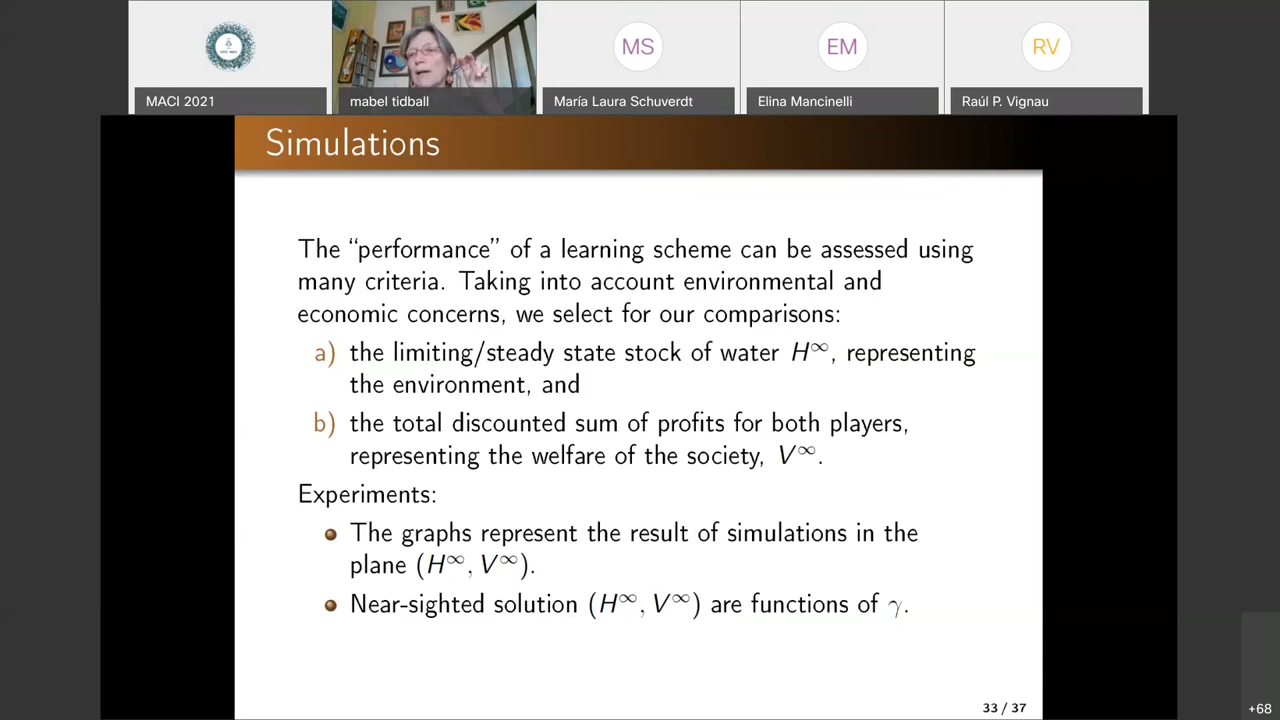 MS
EM
RV
MACI 2021
mabel tidball
María Laura Schuverdt
Elina Mancinelli
Raúl P. Vignau
Simulations
The “performance” of a learning scheme can be assessed using
many criteria. Taking into account environmental and
economic concerns, we select for our comparisons:
a) the limiting/steady state stock of water H∞, representing
the environment, and
b) the total discounted sum of profits for both players,
representing the welfare of the society, V∞.
Experiments:
The graphs represent the result of simulations in the
plane (H∞, V∞).
Near-sighted solution (H∞, V∞) are functions of γ.
33 / 37
+68